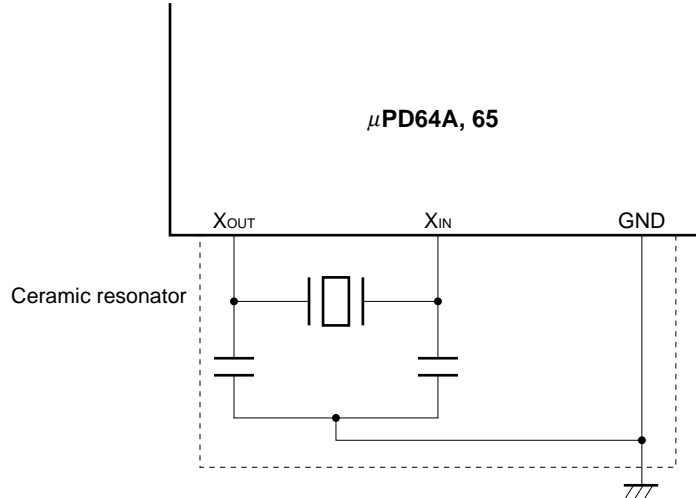 μPD64A, 65
XOUT XIN GND
Ceramic resonator